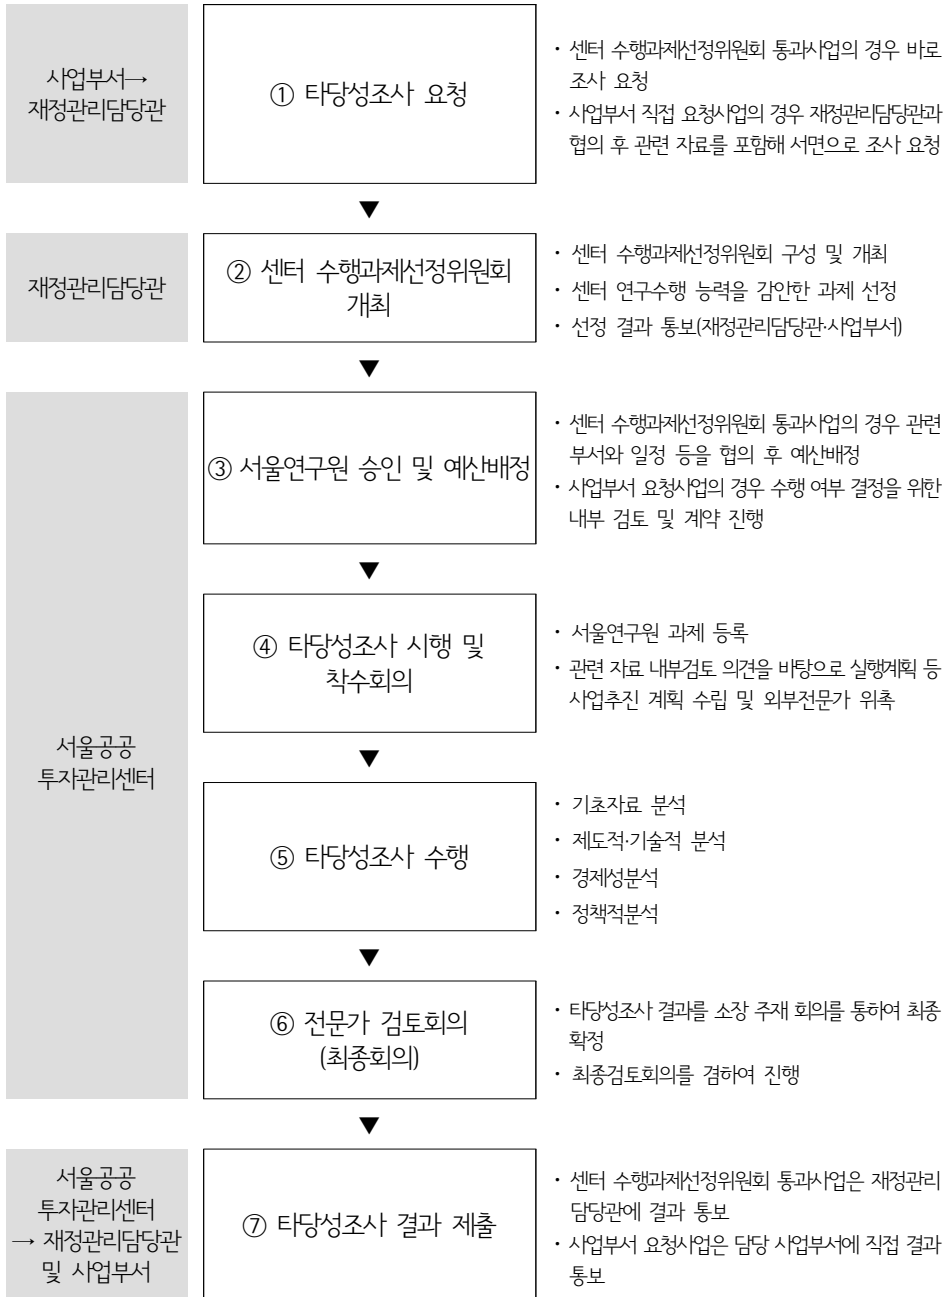 사업부서→
재정관리담당관
① 타당성조사 요청
· 센터 수행과제선정위원회 통과사업의 경우 바로
조사 요청
· 사업부서 직접 요청사업의 경우 재정관리담당관과
협의 후 관련 자료를 포함해 서면으로 조사 요청
▼
재정관리담당관
② 센터 수행과제선정위원회
개최
· 센터 수행과제선정위원회 구성 및 개최
· 센터 연구수행 능력을 감안한 과제 선정
· 선정 결과 통보(재정관리담당관·사업부서)
▼
서울공공
투자관리센터
③ 서울연구원 승인 및 예산배정
· 센터 수행과제선정위원회 통과사업의 경우 관련
부서와 일정 등을 협의 후 예산배정
· 사업부서 요청사업의 경우 수행 여부 결정을 위한
내부 검토 및 계약 진행
▼
④ 타당성조사 시행 및
착수회의
· 서울연구원 과제 등록
· 관련 자료 내부검토 의견을 바탕으로 실행계획 등
사업추진 계획 수립 및 외부전문가 위촉
▼
⑤ 타당성조사 수행
· 기초자료 분석
· 제도적·기술적 분석
· 경제성분석
· 정책적분석
▼
⑥ 전문가 검토회의
(최종회의)
· 타당성조사 결과를 소장 주재 회의를 통하여 최종
확정
· 최종검토회의를 겸하여 진행
▼
서울공공
투자관리센터
→ 재정관리담당관
및 사업부서
⑦ 타당성조사 결과 제출
· 센터 수행과제선정위원회 통과사업은 재정관리
담당관에 결과 통보
· 사업부서 요청사업은 담당 사업부서에 직접 결과
통보